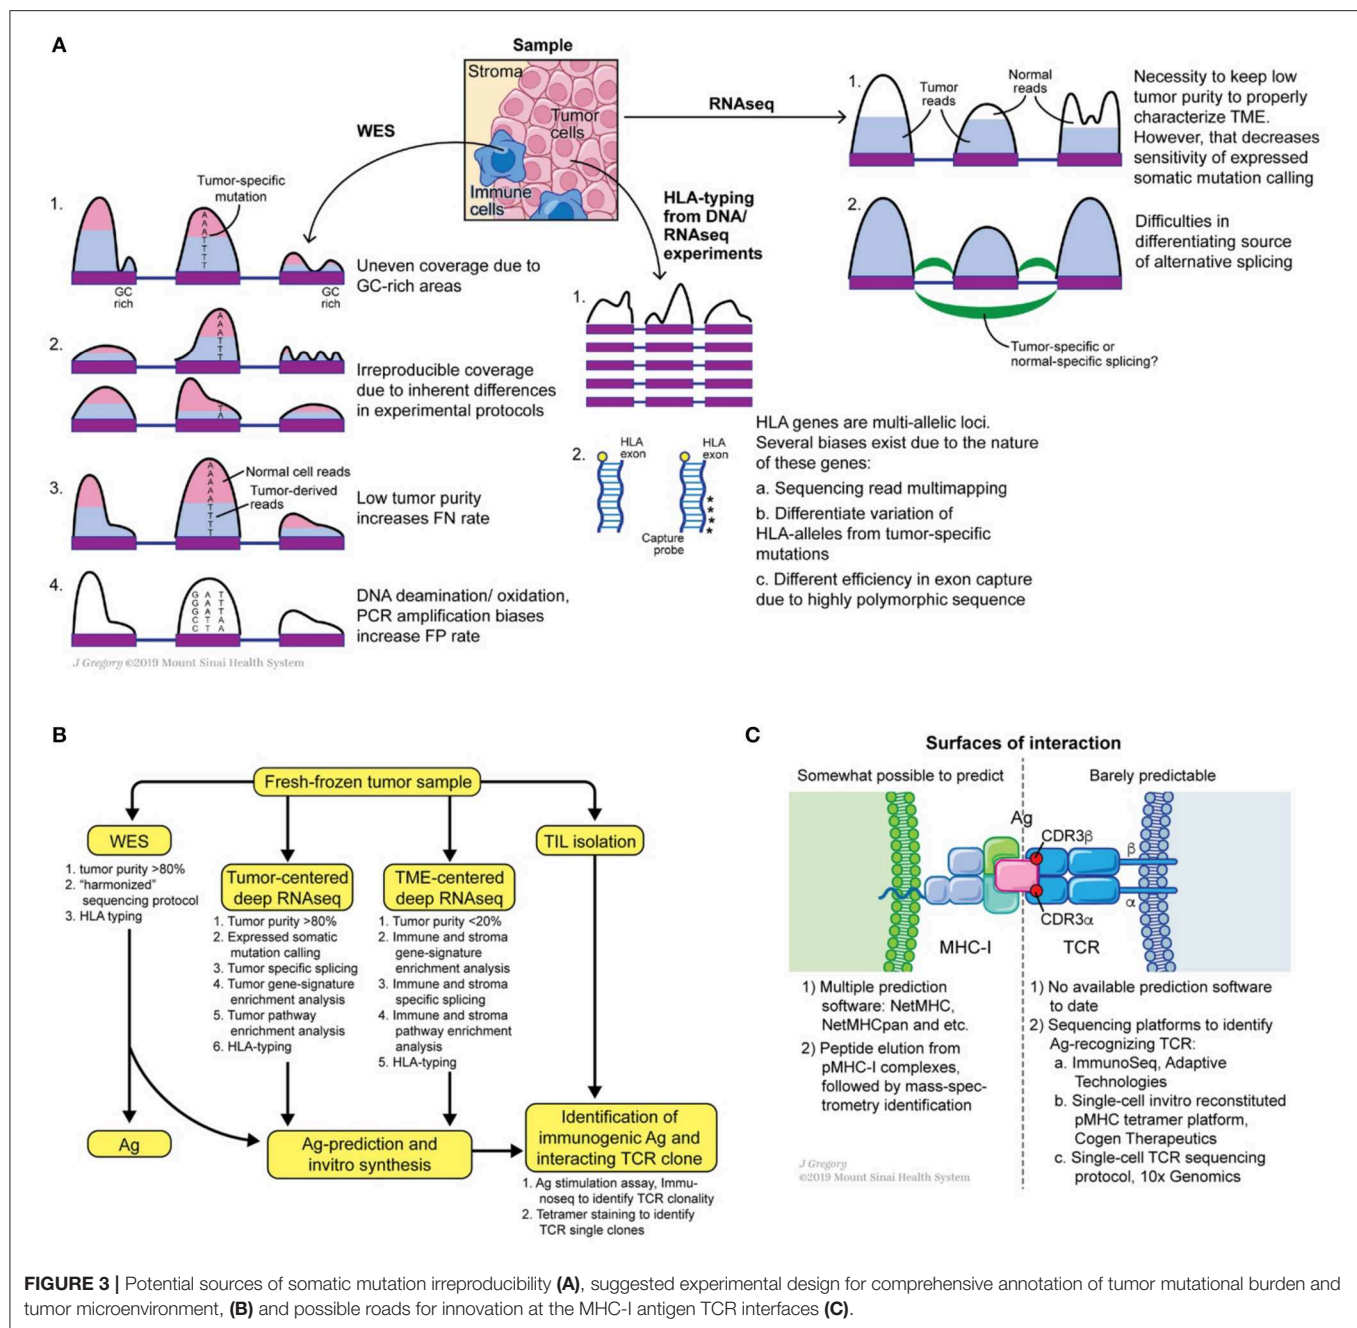 A
Sample
Stroma
Tumor
cells
Immune
cells
WES
RNAseq
HLA-typing
from DNA/
RNAseq
experiments
1.
Tumor-specific
mutation
A
A
A
T
T
T
T
GC
rich
GC
rich
Uneven coverage due to
GC-rich areas
2.
A
A
A
T
T
T
TA
Irreproducible coverage
due to inherent differences
in experimental protocols
3.
A
A
A
A
A
T
T
T
T
Normal cell reads
Tumor-derived
reads
Low tumor purity
increases FN rate
4.
G A T
G A T
G A T
C T A
C T A
DNA deamination/ oxidation,
PCR amplification biases
increase FP rate
J Gregory ©2019 Mount Sinai Health System
1.
2.
HLA
exon
HLA
exon
*
*
*
*
Capture
probe
HLA genes are multi-allelic loci.
Several biases exist due to the nature
of these genes:
a. Sequencing read multimapping
b. Differentiate variation of
HLA-alleles from tumor-specific
mutations
c. Different efficiency in exon capture
due to highly polymorphic sequence
1.
Tumor
reads
Normal
reads
Necessity to keep low
tumor purity to properly
characterize TME.
However, that decreases
sensitivity of expressed
somatic mutation calling
2.
Difficulties in
differentiating source
of alternative splicing
Tumor-specific or
normal-specific splicing?
B
Fresh-frozen tumor sample
WES
1. tumor purity >80%
2. “harmonized”
sequencing protocol
3. HLA typing
Tumor-centered
deep RNAseq
1. Tumor purity >80%
2. Expressed somatic
mutation calling
3. Tumor specific splicing
4. Tumor gene-signature
enrichment analysis
5. Tumor pathway
enrichment analysis
6. HLA-typing
TME-centered
deep RNAseq
1. Tumor purity <20%
2. Immune and stroma
gene-signature
enrichment analysis
3. Immune and stroma
specific splicing
4. Immune and stroma
pathway enrichment
analysis
5. HLA-typing
TIL isolation
Ag
Ag-prediction and
invitro synthesis
Identification of
immunogenic Ag and
interacting TCR clone
1. Ag stimulation assay, Immu-
noseq to identify TCR clonality
2. Tetramer staining to identify
TCR single clones
C
Surfaces of interaction
Somewhat possible to predict
Barely predictable
Ag
CDR3β
β
α
CDR3α
MHC-I
TCR
1) Multiple prediction
software: NetMHC,
NetMHCpan and etc.
2) Peptide elution from
pMHC-I complexes,
followed by mass-spec-
trometry identification
1) No available prediction software
to date
2) Sequencing platforms to identify
Ag-recognizing TCR:
a. ImmunoSeq, Adaptive
Technologies
b. Single-cell invitro reconstituted
pMHC tetramer platform,
Cogen Therapeutics
c. Single-cell TCR sequencing
protocol, 10x Genomics
J Gregory
©2019 Mount Sinai Health System
FIGURE 3 | Potential sources of somatic mutation irreproducibility (A), suggested experimental design for comprehensive annotation of tumor mutational burden and
tumor microenvironment, (B) and possible roads for innovation at the MHC-I antigen TCR interfaces (C).